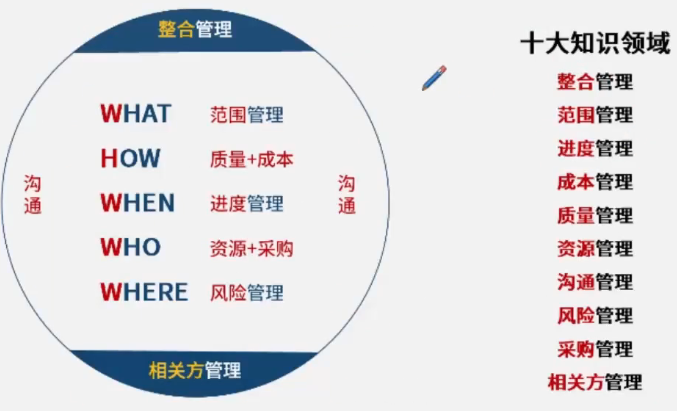 整合管理
WHAT 范围管理
HOW 质量+成本
WHEN 进度管理
WHO 资源+采购
WHERE 风险管理
沟通
沟通
相关方管理
十大知识领域
整合管理
范围管理
进度管理
成本管理
质量管理
资源管理
沟通管理
风险管理
采购管理
相关方管理